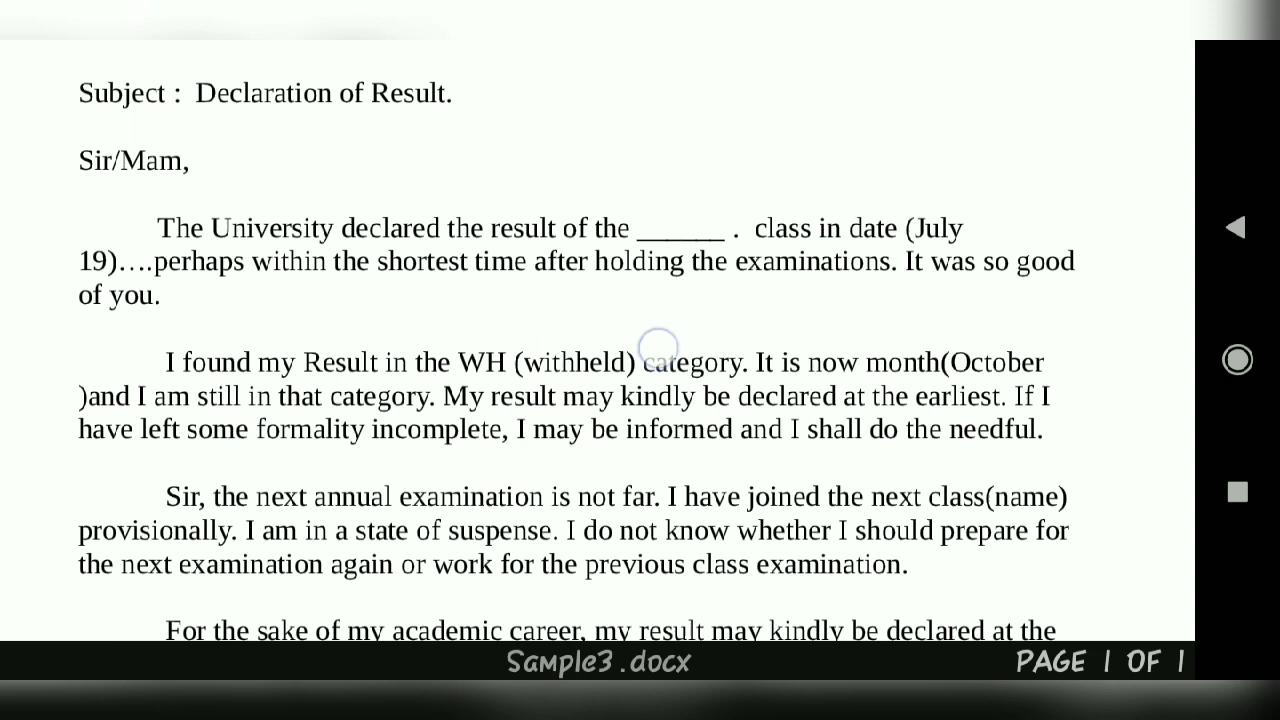 Subject :  Declaration of Result.
Sir/Mam,
The University declared the result of the ______ .  class in date (July
19)….perhaps within the shortest time after holding the examinations. It was so good
of you.
I found my Result in the WH (withheld) category. It is now month(October
)and I am still in that category. My result may kindly be declared at the earliest. If I
have left some formality incomplete, I may be informed and I shall do the needful.
Sir, the next annual examination is not far. I have joined the next class(name)
provisionally. I am in a state of suspense. I do not know whether I should prepare for
the next examination again or work for the previous class examination.
For the sake of my academic career, my result may kindly be declared at the
Sample3.docx
PAGE 1 OF 1